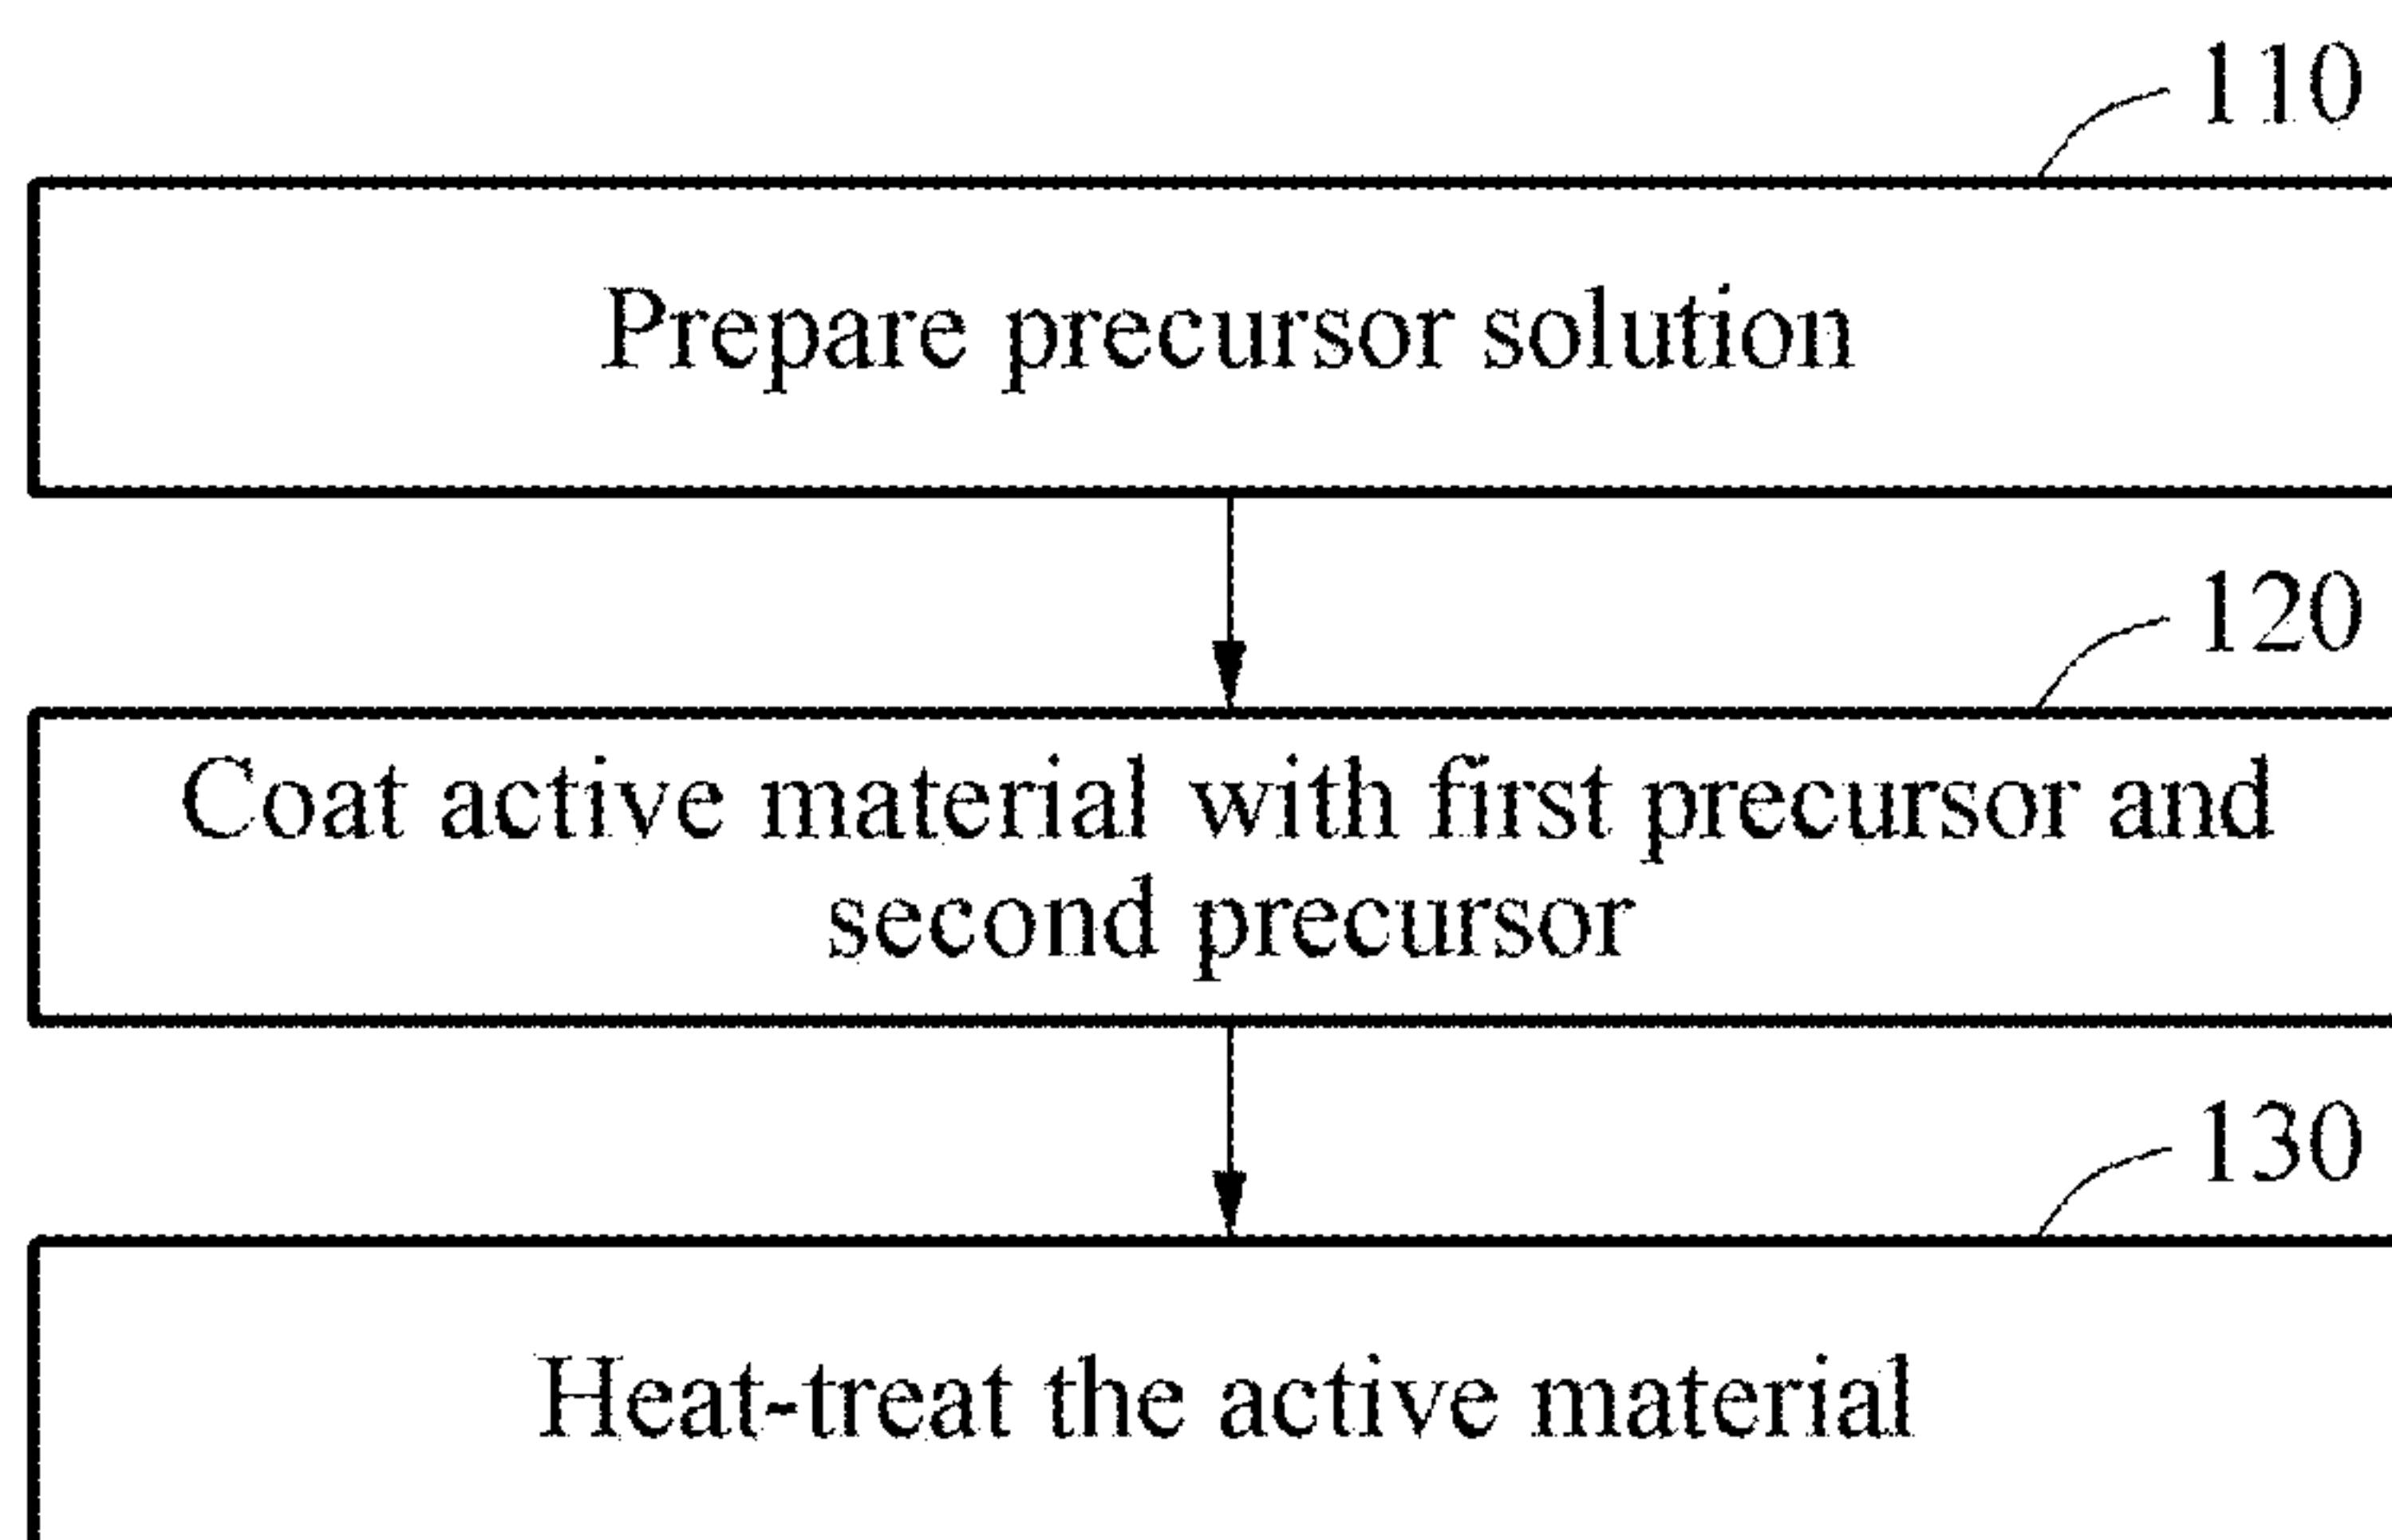 110
Prepare precursor solution
120
Coat active material with first precursor and
second precursor
130
Heat-treat the active material